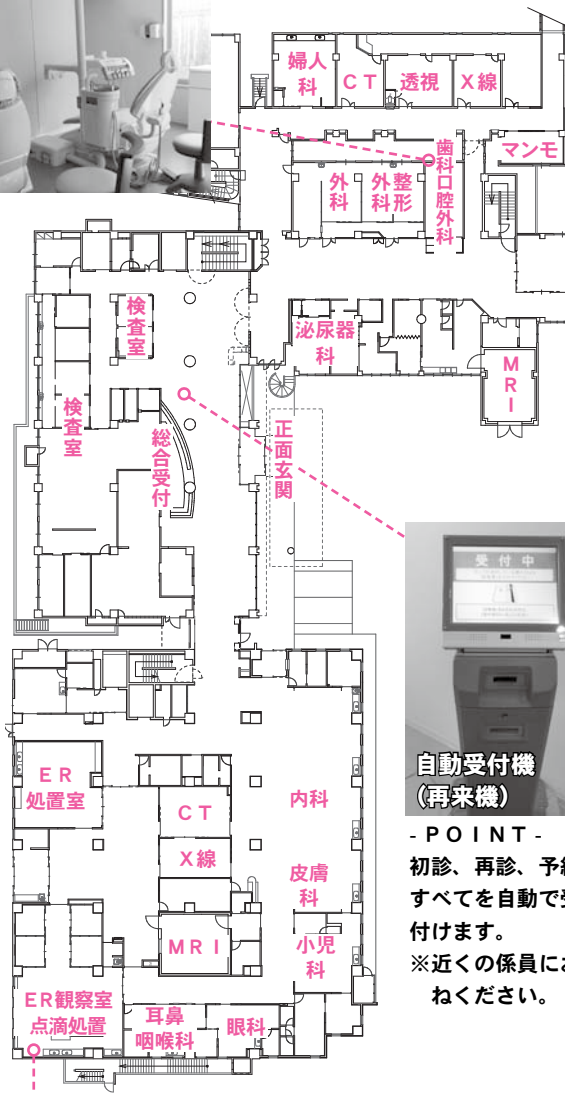 婦人
科
CT
透視
X線
マンモ
歯科口腔外科
外科
整形
外科
泌尿器
科
MRI
検査室
検査室
総合受付
正面玄関
受付中
自動受付機
(再来機)
- POINT -
初診、再診、予
すべてを自動で
付けます。
※近くの係員にお
ねください。
ER
処置室
CT
X線
MRI
内科
皮膚
科
小児
科
ER観察室
点滴処置
耳鼻
咽喉科
眼科